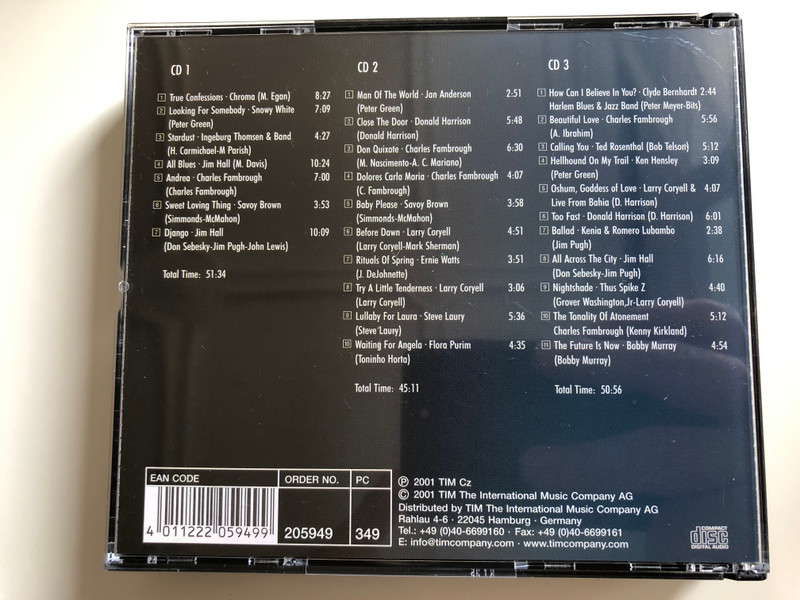 CD 1
1 True Confessions · Chroma (M. Egan) 8:27
2 Looking For Somebody · Snowy White 7:09
(Peter Green)
3 Stardust · Ingeburg Thomsen & Band 4:27
(H. Carmichael-M Parish)
4 All Blues · Jim Hall (M. Davis) 10:24
5 Andrea · Charles Fambrough 7:00
(Charles Fambrough)
6 Sweet Loving Thing · Savoy Brown 3:53
(Simmonds-McMahon)
7 Django · Jim Hall 10:09
(Don Sebesky-Jim Pugh-John Lewis)
Total Time: 51:34
CD 2
1 Man Of The World · Jan Anderson 2:51
(Peter Green)
2 Close The Door · Donald Harrison 5:48
(Donald Harrison)
3 Don Quixote · Charles Fambrough 6:30
(M. Nascimento-A. C. Mariano)
4 Dolores Carla Maria · Charles Fambrough 4:07
(C. Fambrough)
5 Baby Please · Savoy Brown 3:58
(Simmonds-McMahon)
6 Before Dawn · Larry Coryell 4:51
(Larry Coryell-Mark Sherman)
7 Rituals Of Spring · Ernie Watts 3:51
(J. DeJohnette)
8 Try A Little Tenderness · Larry Coryell 3:06
(Larry Coryell)
9 Lullaby For Laura · Steve Laury 5:36
(Steve Laury)
10 Waiting For Angela · Flora Purim 4:35
(Toninho Horta)
Total Time: 45:11
CD 3
1 How Can I Believe In You? · Clyde Bernhardt 2:44
Harlem Blues & Jazz Band (Peter Meyer-Bits)
2 Beautiful Love · Charles Fambrough 5:56
(A. Ibrahim)
3 Calling You · Ted Rosenthal (Bob Telson) 5:12
4 Hellhound On My Trail · Ken Hensley 3:09
(Peter Green)
5 Oshum, Goddess of Love · Larry Coryell & 4:07
Live From Bahia (D. Harrison)
6 Too Fast · Donald Harrison (D. Harrison) 6:01
7 Ballad · Kenia & Romero Lubambo 2:38
(Jim Pugh)
8 All Across The City · Jim Hall 6:16
(Don Sebesky-Jim Pugh)
9 Nightshade · Thus Spike Z 4:40
(Grover Washington,Jr-Larry Coryell)
10 The Tonality Of Atonement 5:12
Charles Fambrough (Kenny Kirkland)
11 The Future Is Now · Bobby Murray 4:54
(Bobby Murray)
Total Time: 50:56
EAN CODE
4 011222 059499
ORDER NO.
205949
PC
349
℗ 2001 TIM Cz
© 2001 TIM The International Music Company AG
Distributed by TIM The International Music Company AG
Rahlau 4-6 · 22045 Hamburg · Germany
Tel.: +49 (0)40-6699160 · Fax: +49 (0)40-6699161
E: info@timcompany.com · www.timcompany.com
COMPACT
disc
DIGITAL AUDIO